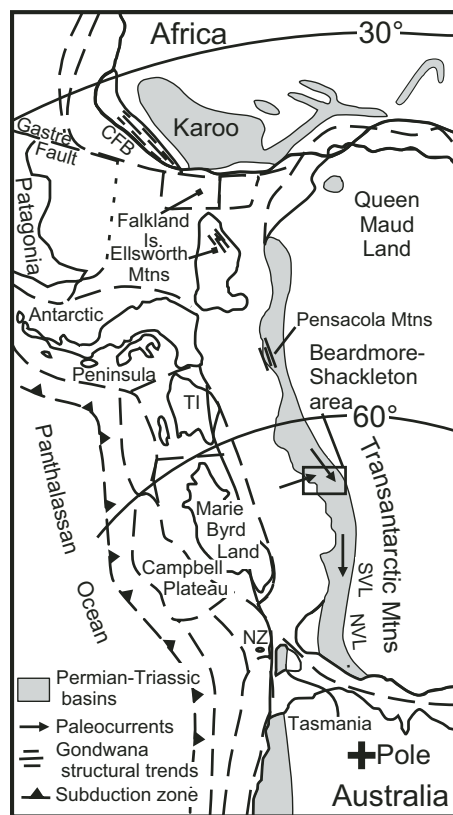 Africa
30°
Karoo
CFB
Gastre
Fault
Patagonia
Falkland
Is.
Ellsworth
Mtns
Queen
Maud
Land
Antarctic
Peninsula
Pensacola Mtns
Beardmore-
Shackleton
area
TI
60°
Panthalassan
Ocean
Marie
Byrd
Land
Campbell
Plateau
Transantarctic Mtns
SVL
NVL
NZ
Tasmania
Permian-Triassic
basins
Paleocurrents
Gondwana
structural trends
Subduction zone
Pole
Australia